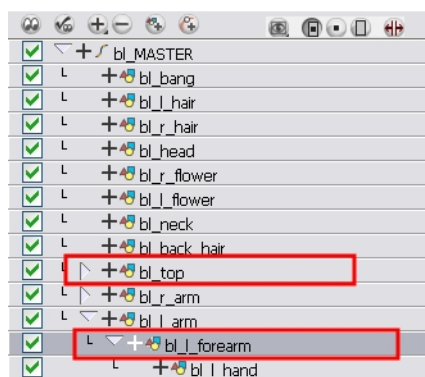 bl_MASTER
bl_bang
bl_l_hair
bl_r_hair
bl_head
bl_r_flower
bl_l_flower
bl_neck
bl_back_hair
bl_top
bl_r_arm
bl_l_arm
bl_l_forearm
bl_l_hand